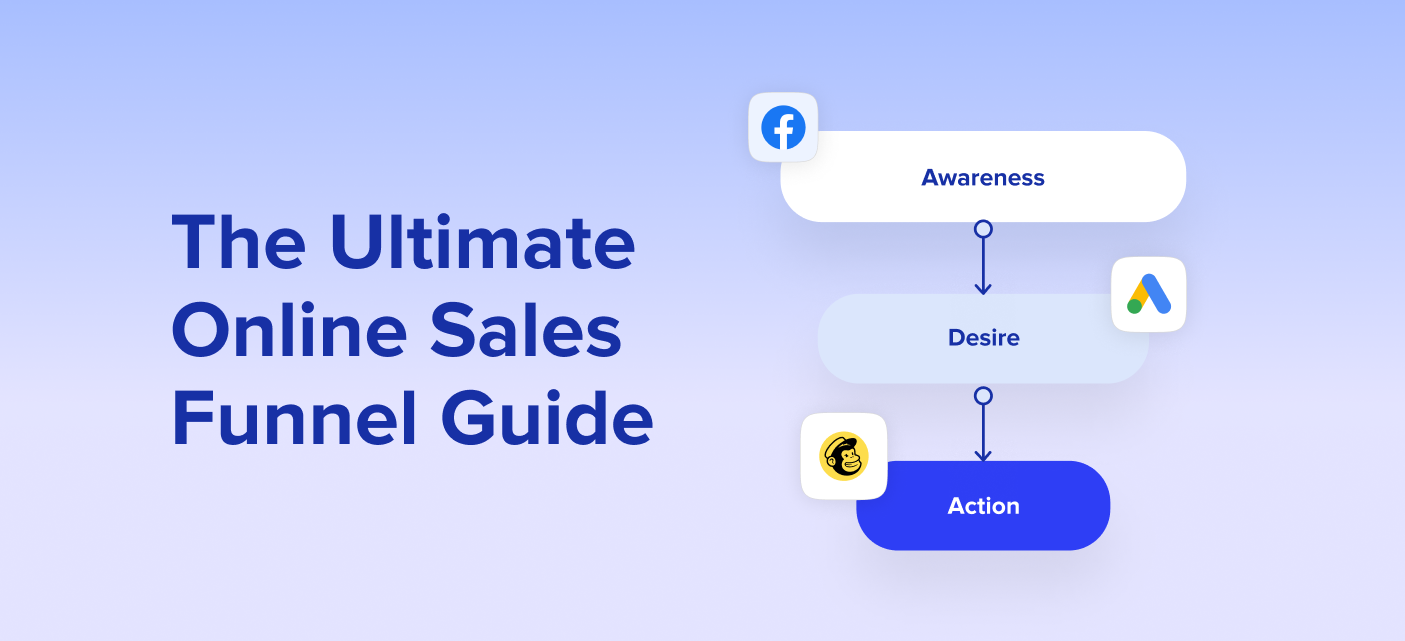 The Ultimate
Online Sales
Funnel Guide
Awareness
Desire
Action